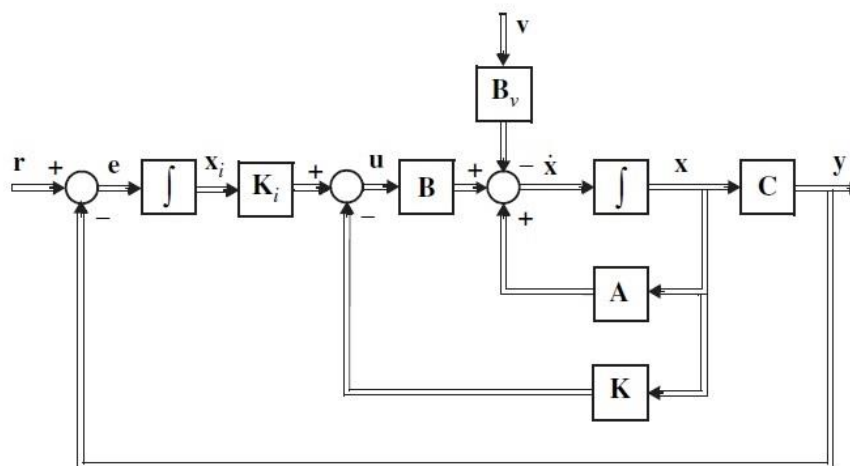 v
B_v
r + e ∫ x_i K_i + u B + − ẋ ∫ x C y
− − +
A
K